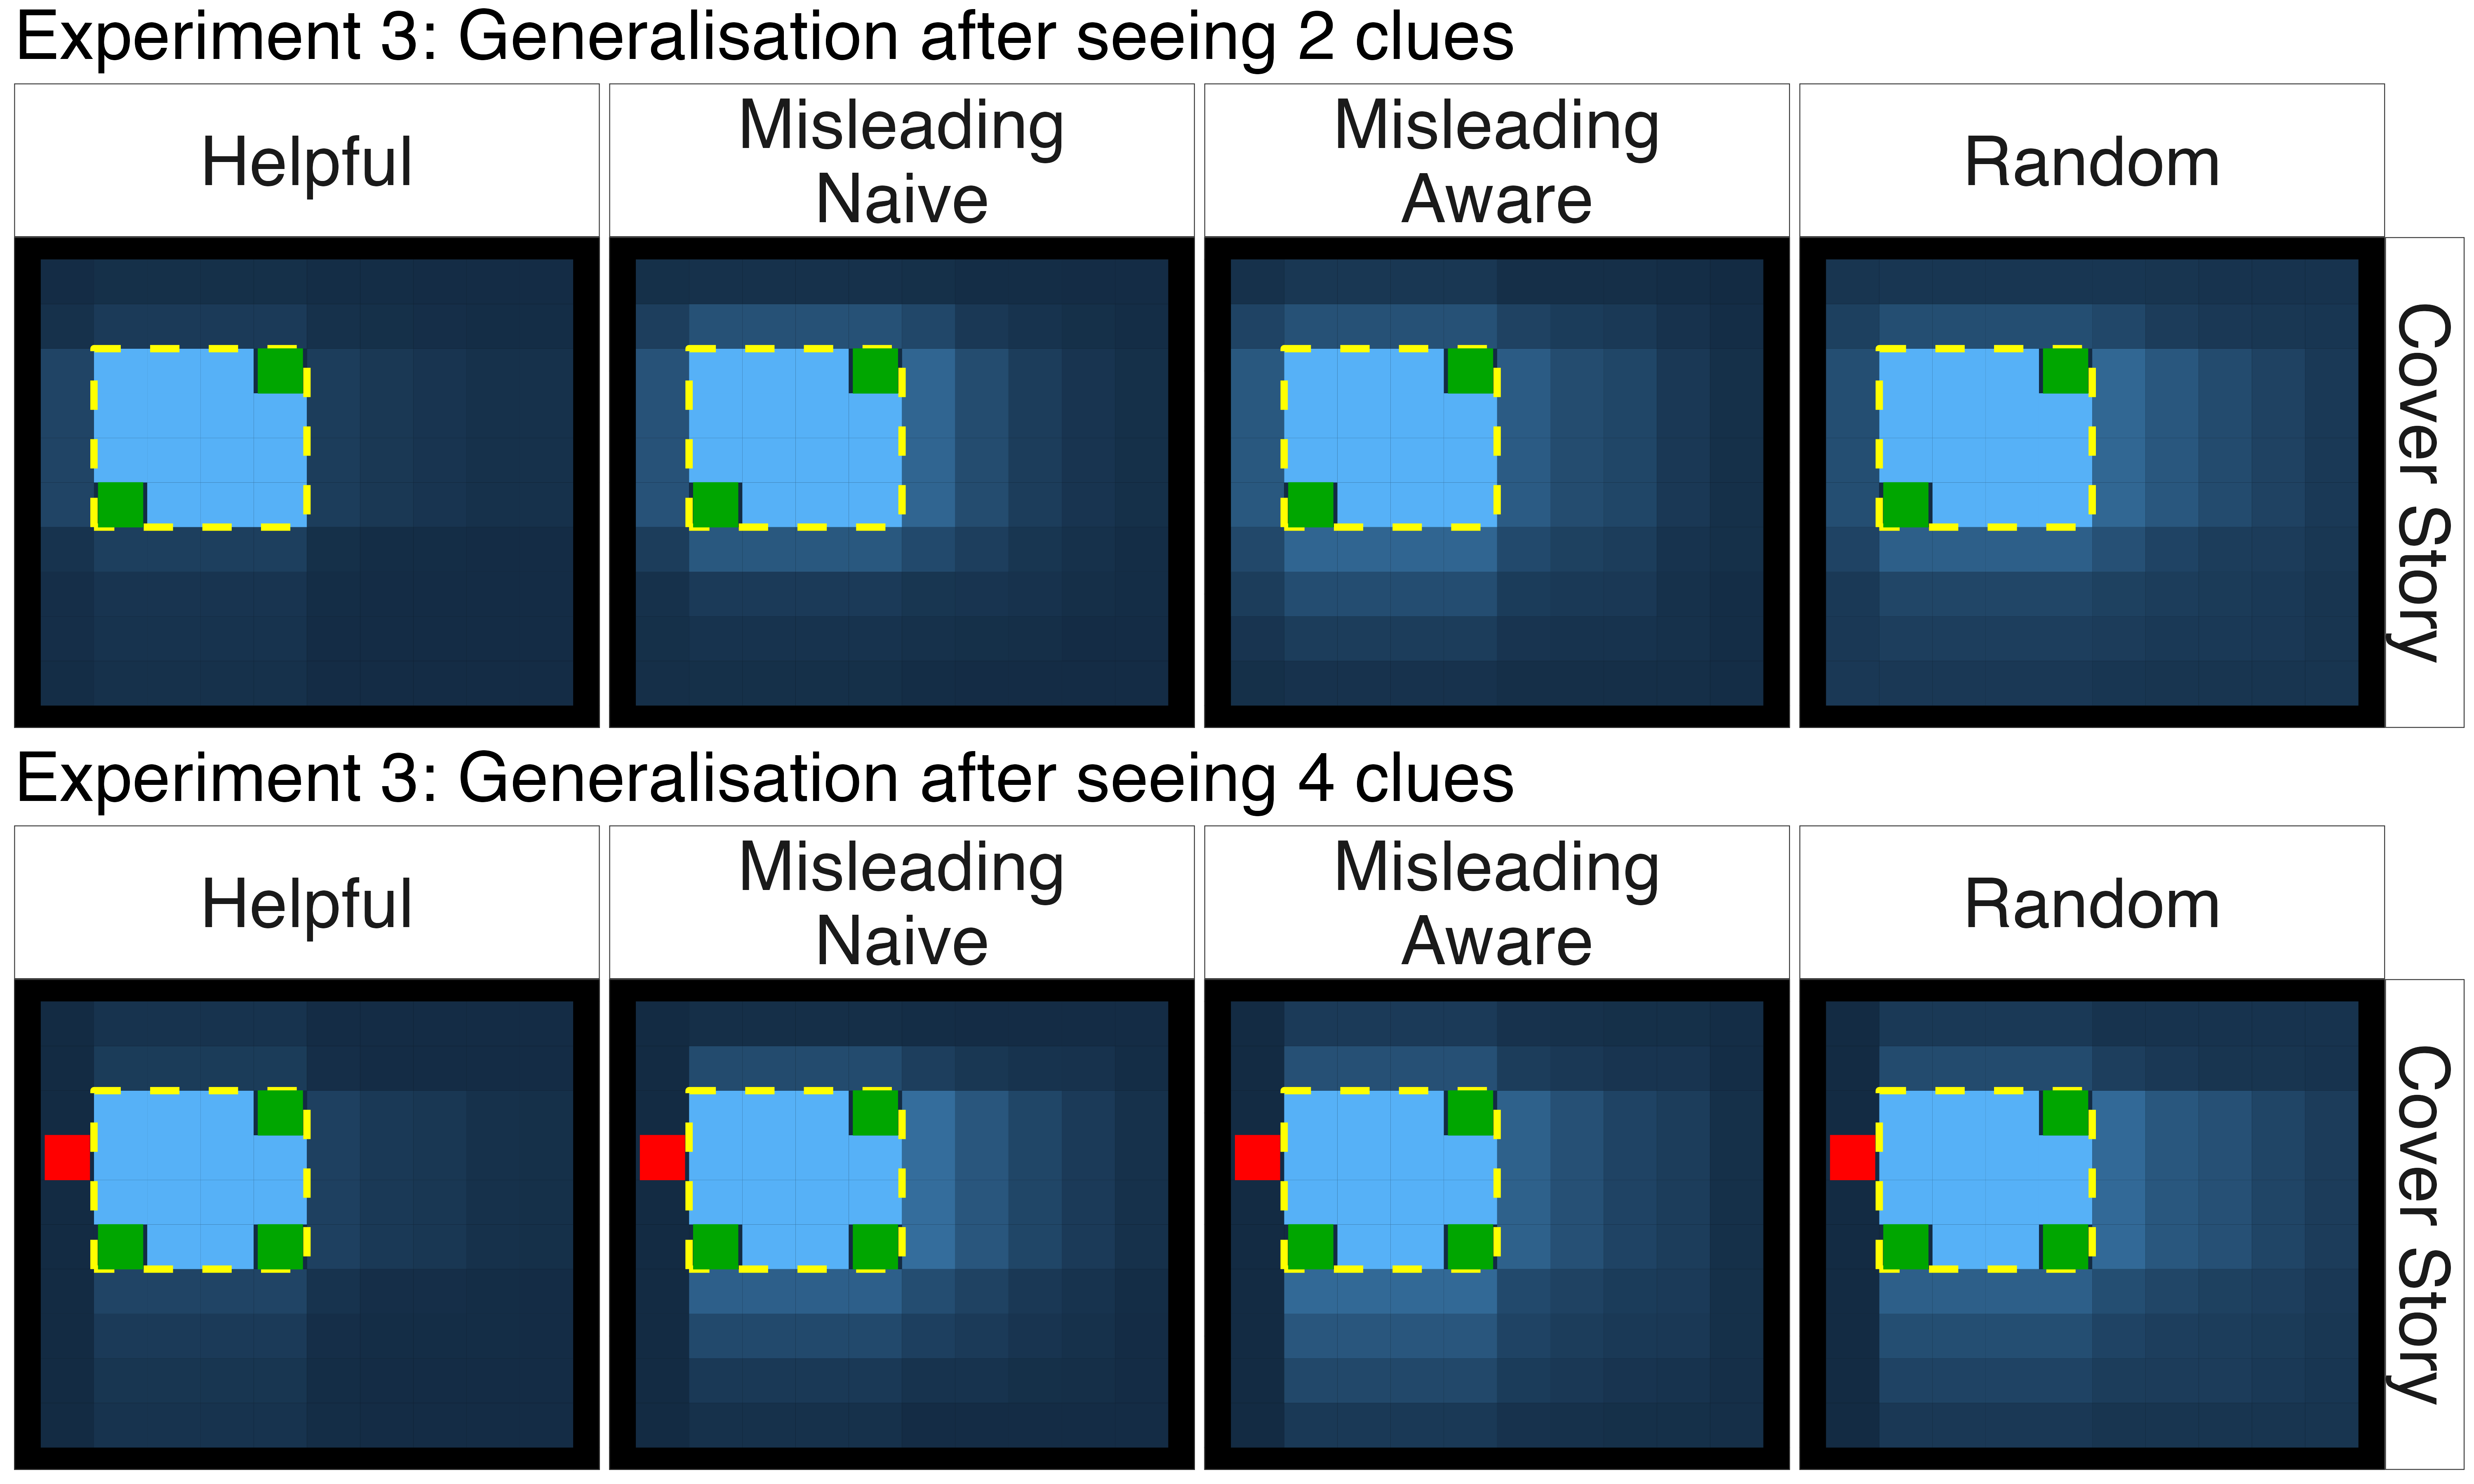 Experiment 3: Generalisation after seeing 2 clues
Helpful
Misleading
Naive
Misleading
Aware
Random
Cover Story
Experiment 3: Generalisation after seeing 4 clues
Helpful
Misleading
Naive
Misleading
Aware
Random
Cover Story